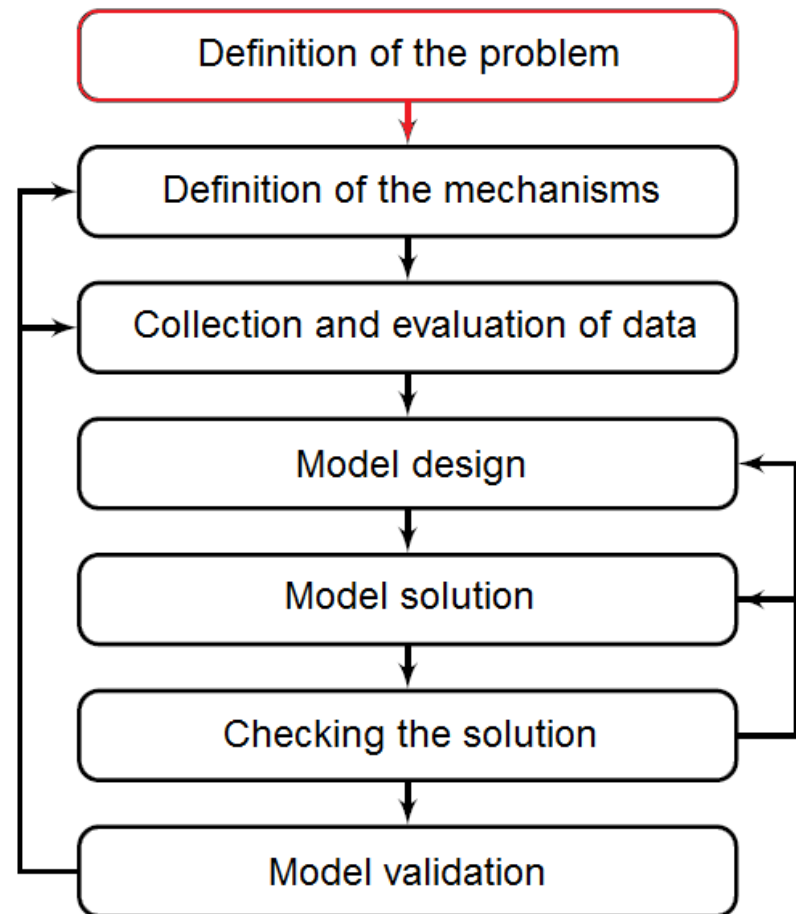 Definition of the problem
Definition of the mechanisms
Collection and evaluation of data
Model design
Model solution
Checking the solution
Model validation